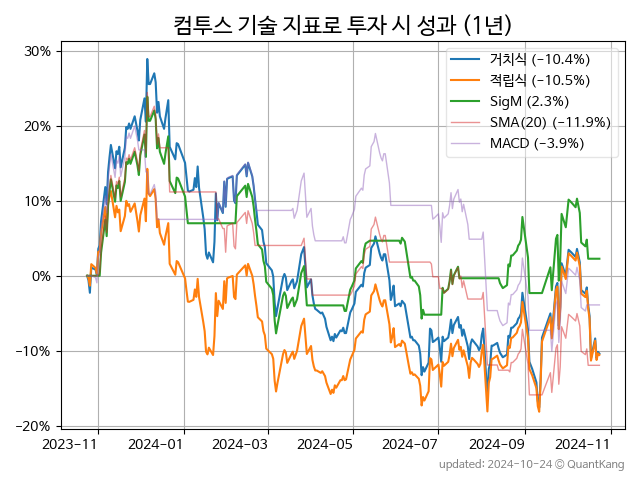 컴투스 기술 지표로 투자 시 성과 (1년)
거치식 (−10.4%)
적립식 (−10.5%)
SigM (2.3%)
SMA(20) (−11.9%)
MACD (−3.9%)
30%
20%
10%
0%
−10%
−20%
2023−11 2024−01 2024−03 2024−05 2024−07 2024−09 2024−11
updated: 2024-10-24 © QuantKang